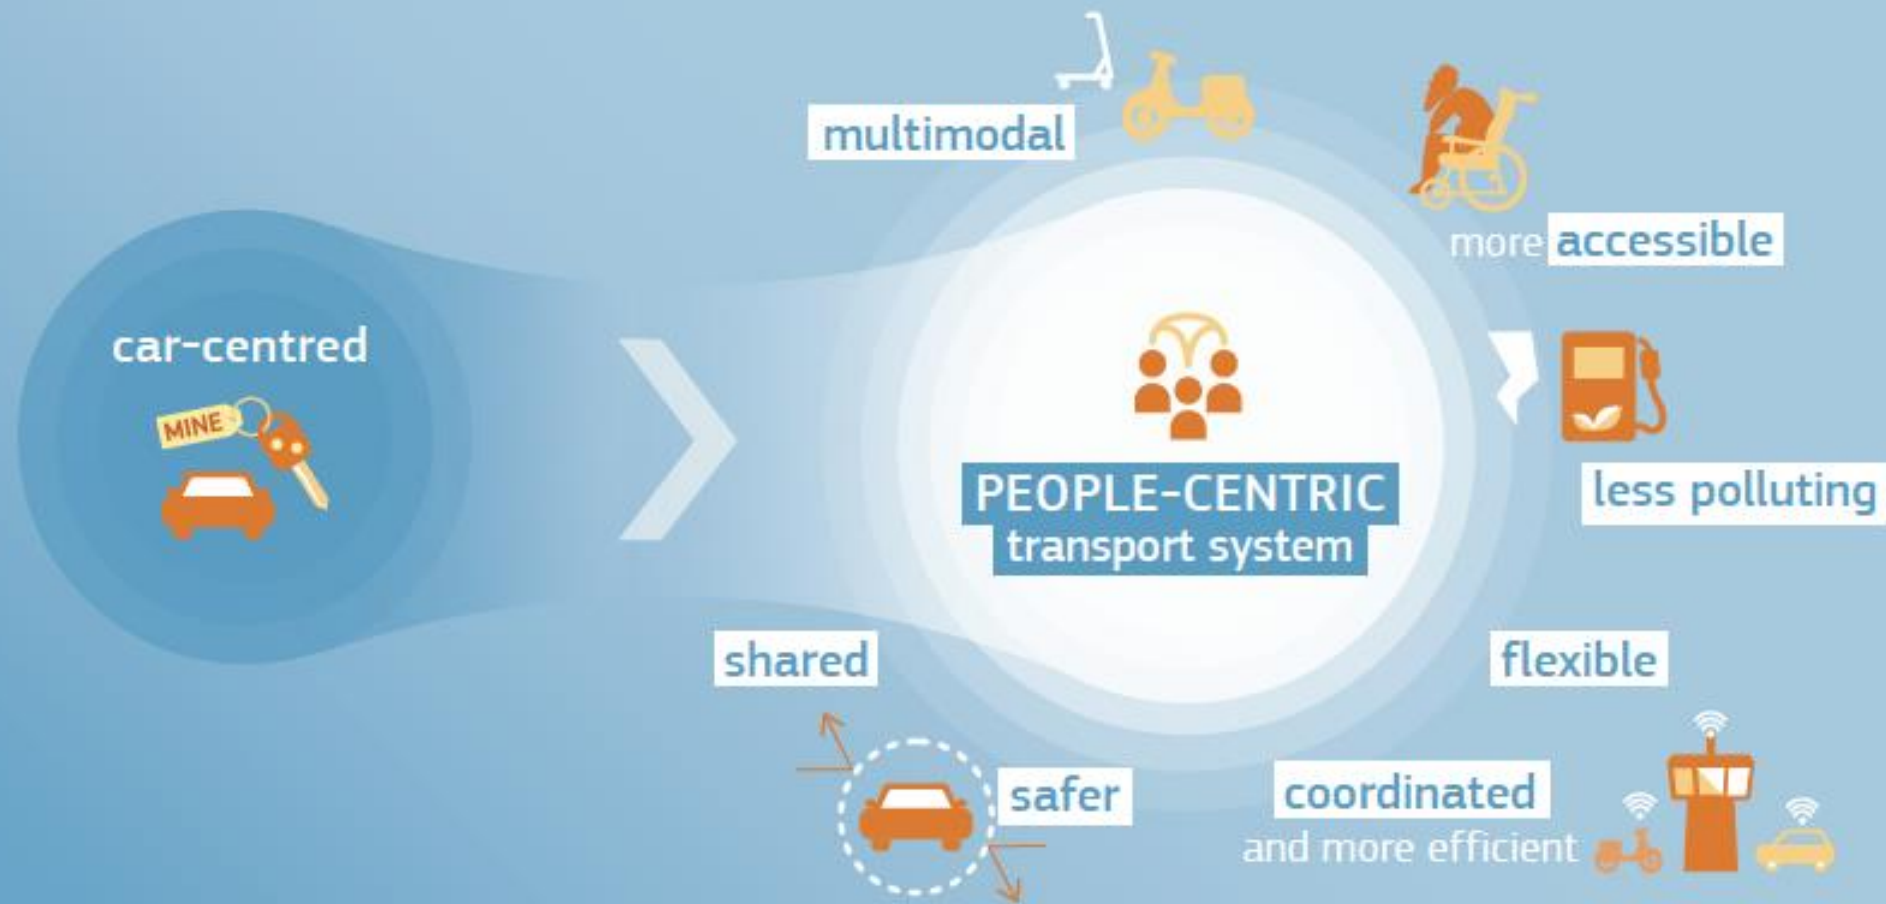 car-centred
MINE
multimodal
more accessible
PEOPLE-CENTRIC
transport system
less polluting
shared
flexible
safer
coordinated
and more efficient